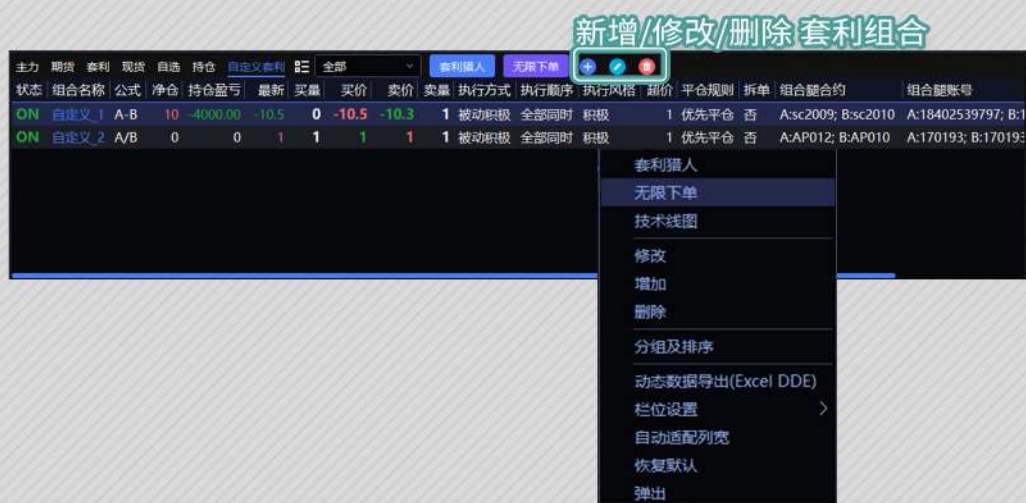 新增/修改/删除 套利组合
主力 期货 套利 现货 自选 持仓 自定义套利 全部 套利猎人 无限下单
状态 组合名称 公式 净仓 持仓盈亏 最新 买量 买价 卖价 卖量 执行方式 执行顺序 执行风格 超价 平仓规则 拆单 组合腿合约 组合腿账号
ON 自定义_1 A-B 10 -4000.00 -10.5 0 -10.5 -10.3 1 被动积极 全部同时 积极 1 优先平仓 否 A:sc2009; B:sc2010 A:18402539797; B:1
ON 自定义_2 A/B 0 0 1 1 1 1 1 被动积极 全部同时 积极 1 优先平仓 否 A:AP012; B:AP010 A:170193; B:170193
套利猎人
无限下单
技术线图
修改
增加
删除
分组及排序
动态数据导出(Excel DDE)
栏位设置
自动适配列宽
恢复默认
弹出